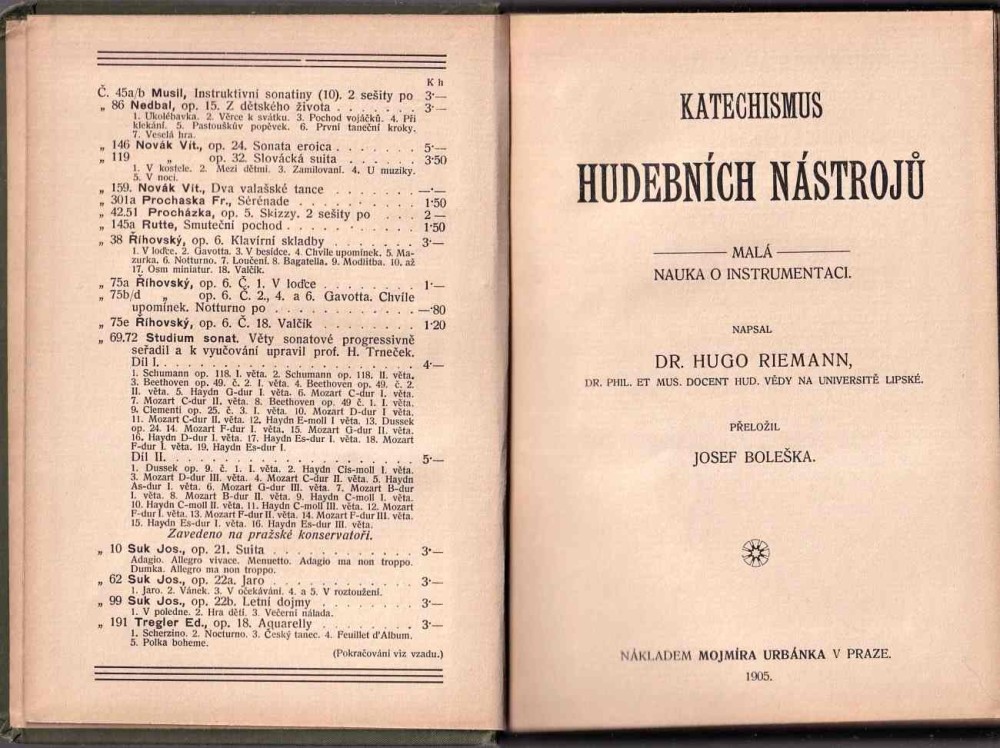 K h
Č. 45a/b Musil, Instruktivní sonatiny (10). 2 sešity po 3·—
„ 86 Nedbal, op. 15. Z dětského života . . . . . . . 3·—
1. Ukolébavka. 2. Věrce k svátku. 3. Pochod vojáčků. 4. Při
klekání. 5. Pastouškův popěvek. 6. První taneční kroky.
7. Veselá hra.
„ 146 Novák Vít., op. 24. Sonata eroica . . . . . . . 5·—
„ 119 „ op. 32. Slovácká suita . . . . . . 3·50
1. V kostele. 2. Mezi dětmi. 3. Zamilovaní. 4. U muziky.
5. V noci.
„ 159. Novák Vít., Dva valašské tance . . . . . . . —·—
„ 301a Prochaska Fr., Sérénade . . . . . . . . . . . 1·50
„ 42.51 Procházka, op. 5. Skizzy. 2 sešity po . . . 2 —
„ 145a Rutte, Smuteční pochod . . . . . . . . . . . 1·50
„ 38 Říhovský, op. 6. Klavírní skladby . . . . . . . 3·—
1. V loďce. 2. Gavotta. 3. V besídce. 4. Chvíle upomínek. 5. Ma-
zurka. 6. Notturno. 7. Loučení. 8. Bagatella. 9. Modlitba. 10. až
17. Osm miniatur. 18. Valčík.
„ 75a Říhovský, op. 6. Č. 1. V loďce . . . . . . . . 1·—
„ 75b/d „ op. 6. Č. 2., 4. a 6. Gavotta. Chvíle
upomínek. Notturno po . . . . . . . . . . . . —·80
„ 75e Říhovský, op. 6. Č. 18. Valčík . . . . . . . . 1·20
„ 69.72 Studium sonat. Věty sonatové progressivně
seřadil a k vyučování upravil prof. H. Trneček.
Díl I. . . . . . . . . . . . . . . . . . . . . . . . 4·—
1. Schumann op. 118. I. věta. 2. Schumann op. 118. II. věta.
3. Beethoven op. 49. č. 2. I. věta. 4. Beethoven op. 49. č. 2.
II. věta. 5. Haydn G-dur I. věta. 6. Mozart C-dur I. věta.
7. Mozart C-dur II. věta. 8. Beethoven op. 49 č. 1. I. věta.
9. Clementi op. 25. č. 3. I. věta. 10. Mozart D-dur I věta.
11. Mozart C-dur II. věta. 12. Haydn E-moll I věta. 13. Dussek
op. 24. 14. Mozart F-dur I. věta. 15. Mozart G-dur II. věta.
16. Haydn D-dur I. věta. 17. Haydn Es-dur I. věta. 18. Mozart
F-dur I. věta. 19. Haydn Es-dur I.
Díl II. . . . . . . . . . . . . . . . . . . . . . . . 5·—
1. Dussek op. 9. č. 1. I. věta. 2. Haydn Cis-moll I. věta.
3. Mozart D-dur III. věta. 4. Mozart C-dur II. věta. 5. Haydn
As-dur I. věta. 6. Mozart G-dur III. věta. 7. Mozart B-dur
I. věta. 8. Mozart B-dur II. věta. 9. Haydn C-moll I. věta.
10. Haydn C-moll II. věta. 11. Haydn C-moll III. věta. 12. Mozart
F-dur I. věta. 13. Mozart F-dur II. věta. 14. Mozart F-dur III. věta.
15. Haydn Es-dur I. věta. 16. Haydn Es-dur III. věta.
Zavedeno na pražské konservatoři.
„ 10 Suk Jos., op. 21. Suita . . . . . . . . . . . . 3·—
Adagio. Allegro vivace. Menuetto. Adagio ma non troppo.
Dumka. Allegro ma non troppo.
„ 62 Suk Jos., op. 22a. Jaro . . . . . . . . . . . . 3·—
1. Jaro. 2. Vánek. 3. V očekávání. 4. a 5. V roztoužení.
„ 99 Suk Jos., op. 22b. Letní dojmy . . . . . . . . 3·—
1. V poledne. 2. Hra dětí. 3. Večerní nálada.
„ 191 Tregler Ed., op. 18. Aquarelly . . . . . . . . 3·—
1. Scherzino. 2. Nocturno. 3. Český tanec. 4. Feuillet d'Album.
5. Polka boheme.
(Pokračování viz vzadu.)
KATECHISMUS
HUDEBNÍCH NÁSTROJŮ
MALÁ
NAUKA O INSTRUMENTACI.
NAPSAL
DR. HUGO RIEMANN,
DR. PHIL. ET MUS. DOCENT HUD. VĚDY NA UNIVERSITĚ LIPSKÉ.
PŘELOŽIL
JOSEF BOLEŠKA.
NÁKLADEM MOJMÍRA URBÁNKA V PRAZE.
1905.